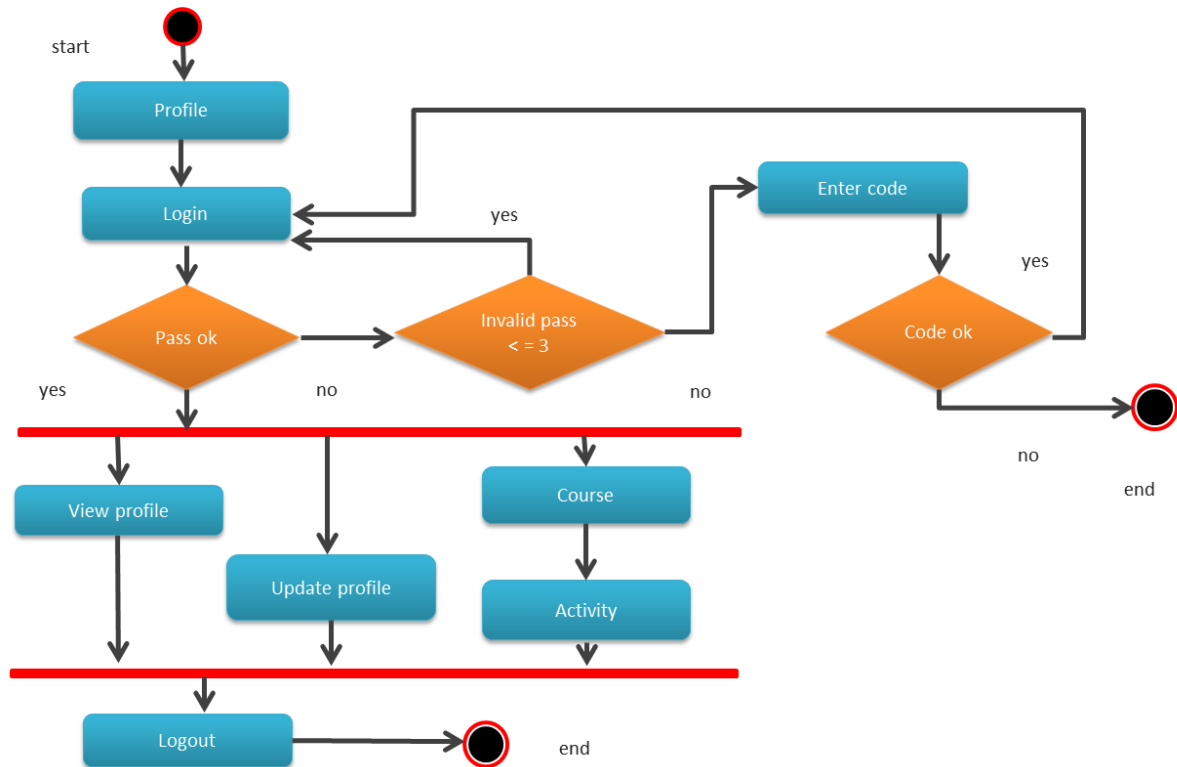 start
Profile
Login
yes
Enter code
yes
Pass ok
Invalid pass
< = 3
Code ok
yes
no
no
no
end
View profile
Course
Update profile
Activity
Logout
end